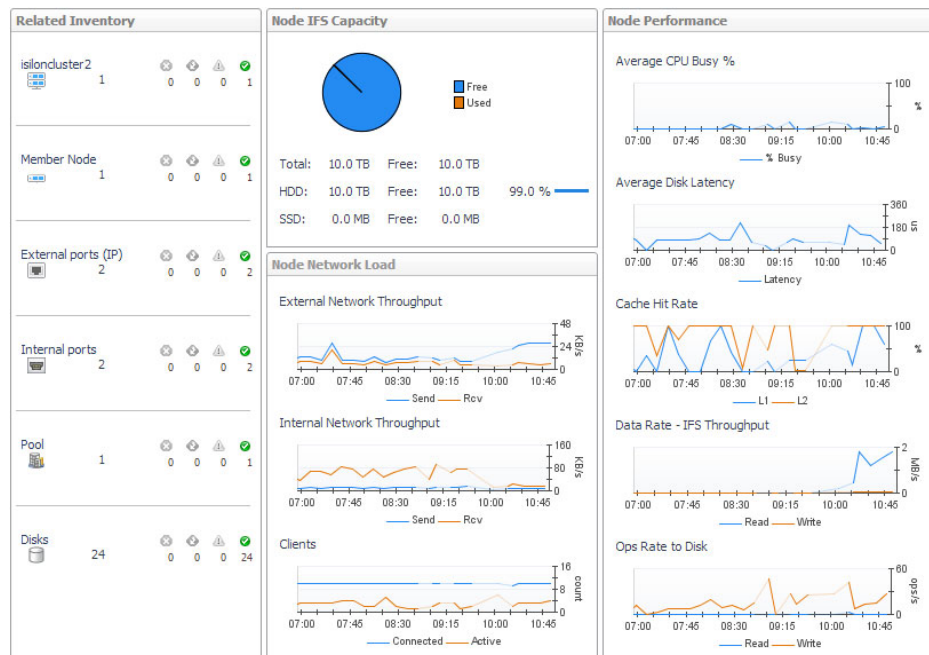 Related Inventory
isiloncluster2
1
0 0 0 1
Member Node
1
0 0 0 1
External ports (IP)
2
0 0 0 2
Internal ports
2
0 0 0 2
Pool
1
0 0 0 1
Disks
24
0 0 0 24
Node IFS Capacity
Free
Used
Total: 10.0 TB Free: 10.0 TB
HDD: 10.0 TB Free: 10.0 TB 99.0 %
SSD: 0.0 MB Free: 0.0 MB
Node Network Load
External Network Throughput
48
24
0
KB/s
07:00 07:45 08:30 09:15 10:00 10:45
Send Rcv
Internal Network Throughput
160
80
0
KB/s
07:00 07:45 08:30 09:15 10:00 10:45
Send Rcv
Clients
16
8
0
count
07:00 07:45 08:30 09:15 10:00 10:45
Connected Active
Node Performance
Average CPU Busy %
100
0
%
07:00 07:45 08:30 09:15 10:00 10:45
% Busy
Average Disk Latency
360
180
0
us
07:00 07:45 08:30 09:15 10:00 10:45
Latency
Cache Hit Rate
100
0
%
07:00 07:45 08:30 09:15 10:00 10:45
L1 L2
Data Rate - IFS Throughput
2
0
MB/s
07:00 07:45 08:30 09:15 10:00 10:45
Read Write
Ops Rate to Disk
60
0
ops/s
07:00 07:45 08:30 09:15 10:00 10:45
Read Write